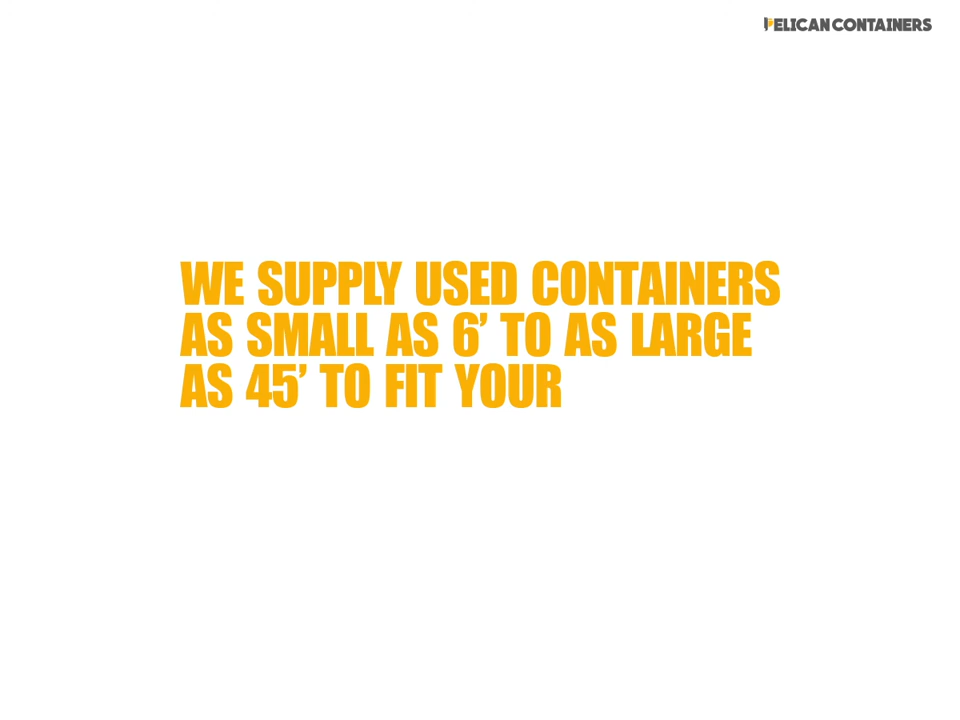 PELICAN CONTAINERS
WE SUPPLY USED CONTAINERS
AS SMALL AS 6’ TO AS LARGE
AS 45’ TO FIT YOUR